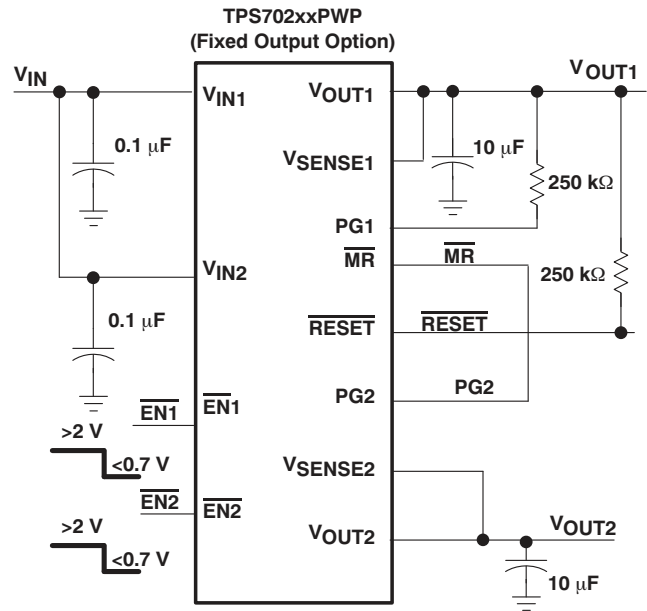 TPS702xxPWP
(Fixed Output Option)
VIN
VIN1
VOUT1
VOUT1
0.1 μF
VSENSE1
10 μF
250 kΩ
PG1
MR
MR
VIN2
250 kΩ
0.1 μF
RESET
RESET
EN1
EN1
PG2
PG2
>2 V
<0.7 V
VSENSE2
EN2
EN2
>2 V
<0.7 V
VOUT2
VOUT2
10 μF